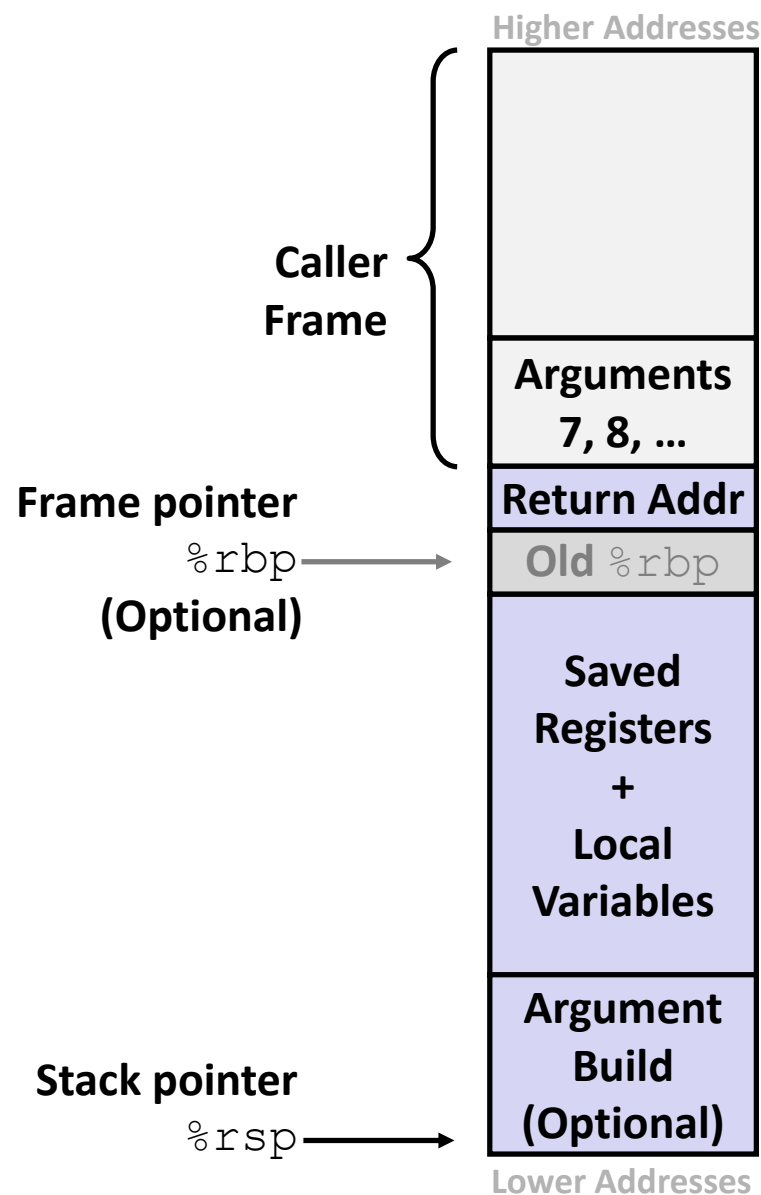 Higher Addresses
Caller
Frame
Arguments
7, 8, …
Return Addr
Frame pointer
%rbp
(Optional)
Old %rbp
Saved
Registers
+
Local
Variables
Argument
Build
(Optional)
Stack pointer
%rsp
Lower Addresses